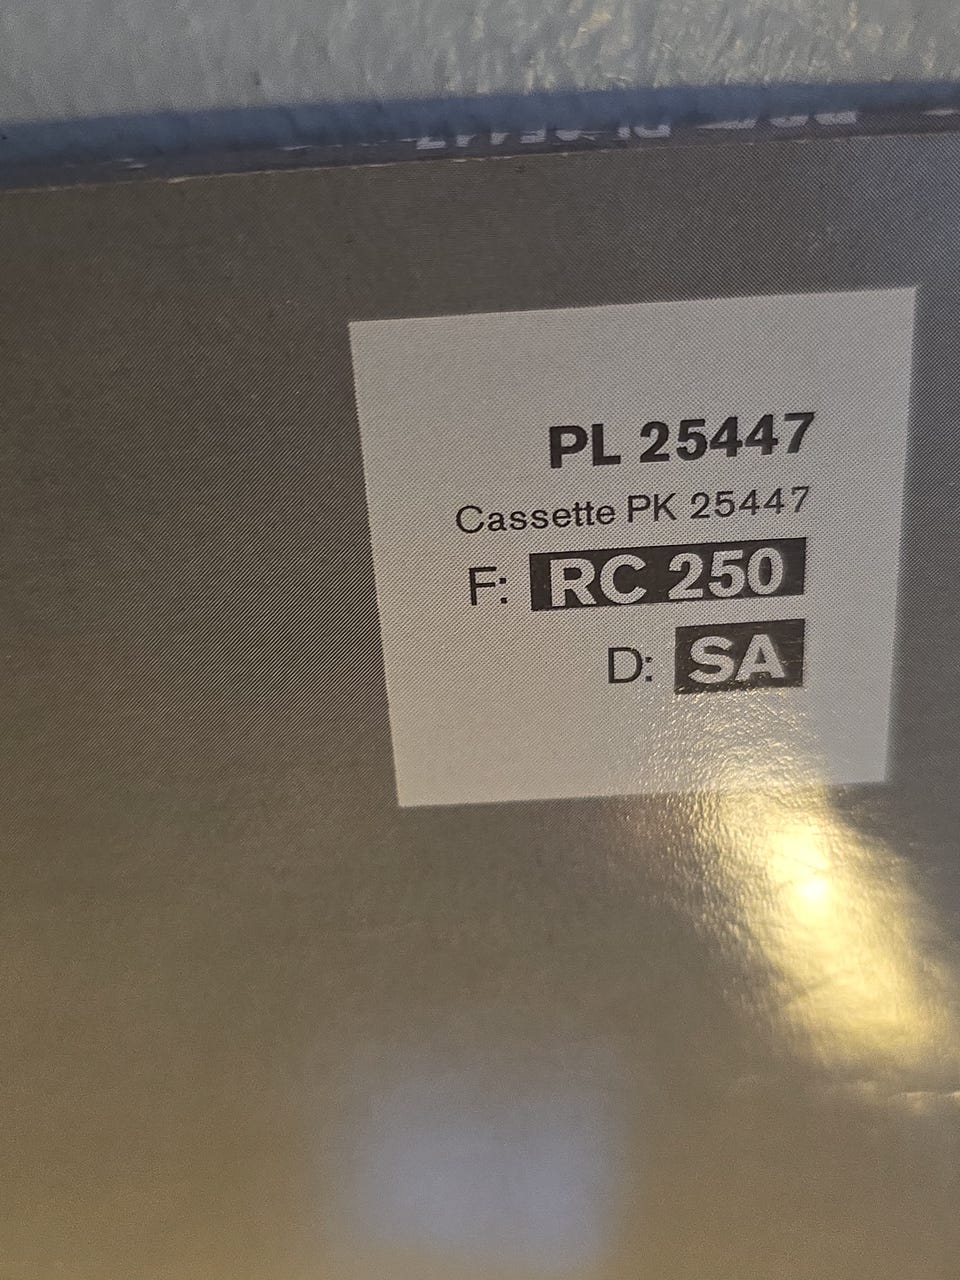 PL 25447
Cassette PK 25447
F: RC 250
D: SA